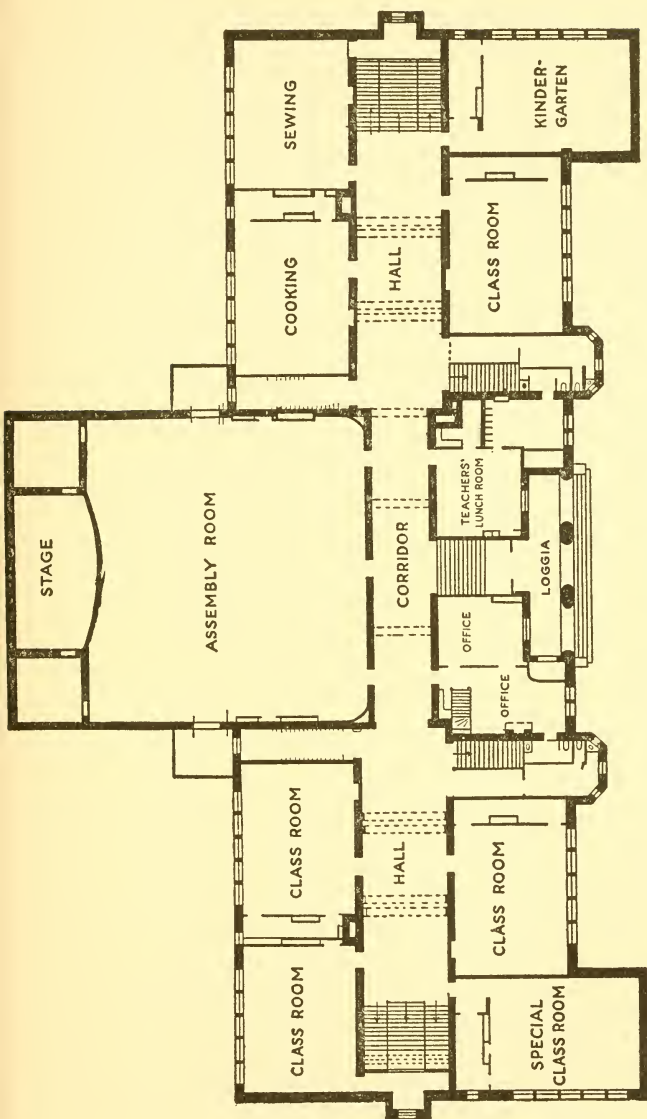 STAGE
ASSEMBLY ROOM
CORRIDOR
SEWING
COOKING
HALL
KINDER-
GARTEN
CLASS ROOM
TEACHERS'
LUNCH ROOM
LOGGIA
OFFICE
OFFICE
CLASS ROOM
CLASS ROOM
HALL
CLASS ROOM
SPECIAL
CLASS ROOM